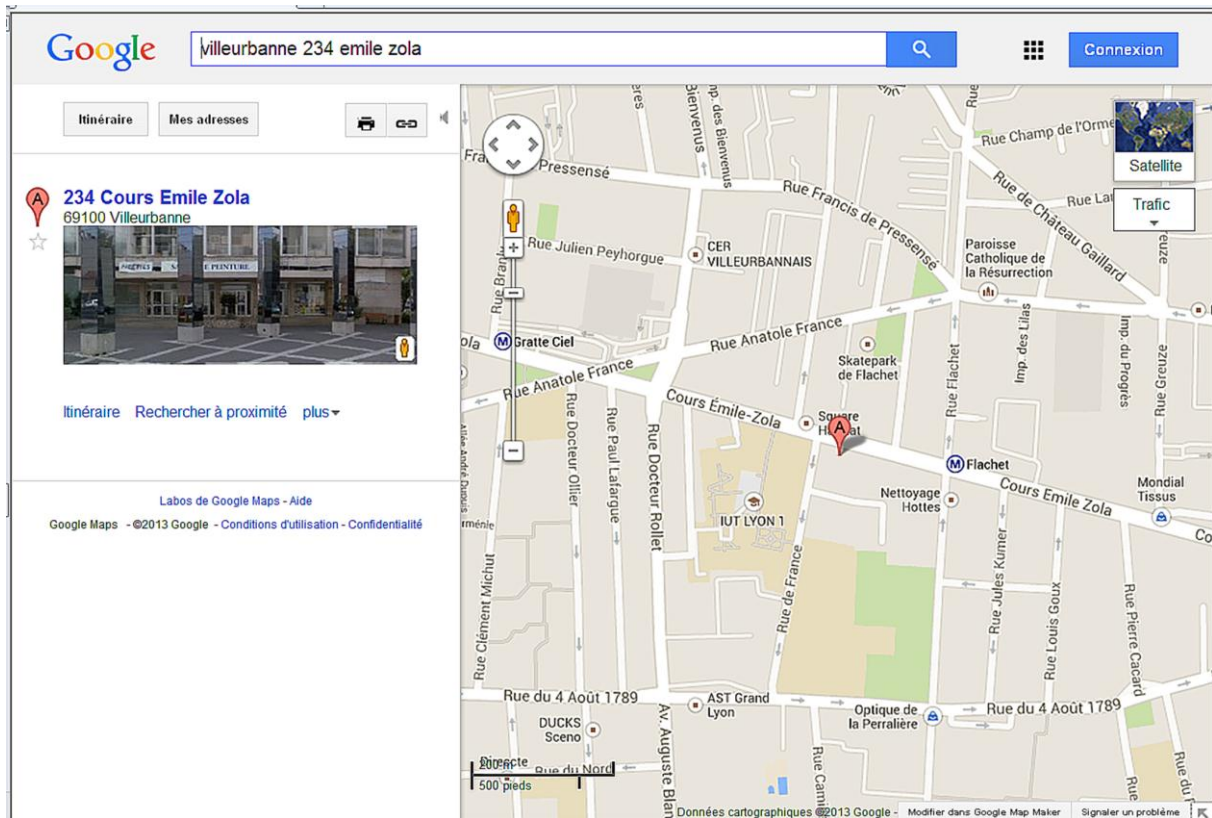 Google
villeurbanne 234 emile zola
Connexion
Itinéraire
Mes adresses
A
234 Cours Emile Zola
69100 Villeurbanne
PEINTURE
Itinéraire Rechercher à proximité plus
Labos de Google Maps - Aide
Google Maps - ©2013 Google - Conditions d'utilisation - Confidentialité
Satellite
Trafic
Bienvenus
Imp. des Bienvenus
Rue
Rue Champ de l'Orme
Pressensé
Rue Francis de Pressensé
Rue de Château Gaillard
Rue Julien Peyhorgue
CER
VILLEURBANNAIS
Paroisse
Catholique de
la Résurrection
M Gratte Ciel
Rue Anatole France
Rue Anatole France
Skatepark
de Flachet
Rue Flachet
Imp. des Lilas
Imp. du Progrès
Rue Greuze
Cours Émile-Zola
Square
A
M Flachet
Cours Emile Zola
Mondial
Tissus
Nettoyage
Hottes
Rue Docteur Ollier
Rue Paul Lafargue
Rue Docteur Rollet
IUT LYON 1
Rue de France
Rue Clément Michut
Rue Jules Kumer
Rue Louis Goux
Rue Pierre Cacard
Rue du 4 Août 1789
AST Grand
Lyon
Optique de
la Perralière
Rue du 4 Août 1789
DUCKS
Sceno
Rue du Nord
200 m
500 pieds
Données cartographiques ©2013 Google -
Modifier dans Google Map Maker
Signaler un problème